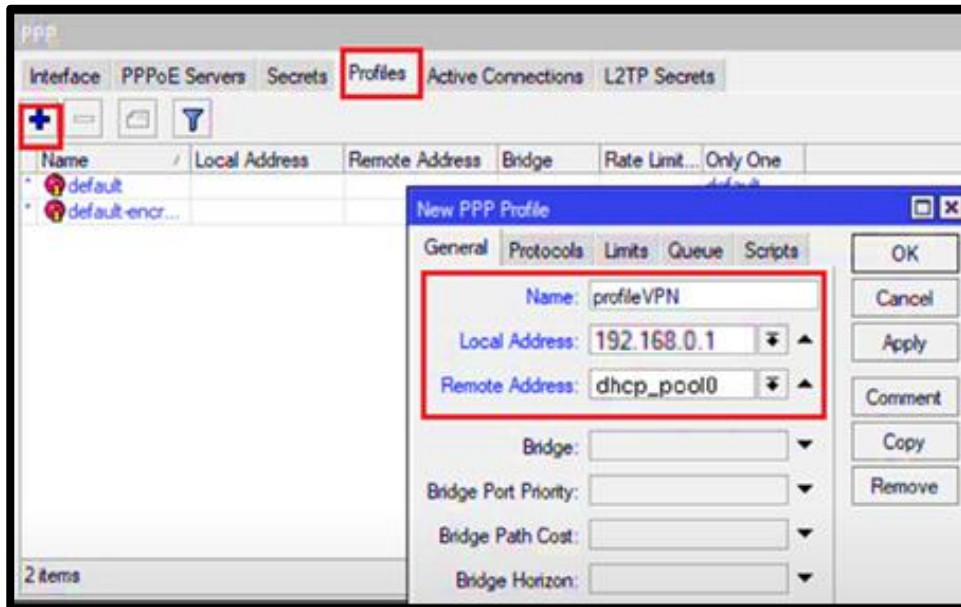 PPP
Interface PPPoE Servers Secrets Profiles Active Connections L2TP Secrets
Name / Local Address Remote Address Bridge Rate Limit... Only One
* default default
* default-encr...
New PPP Profile
General Protocols Limits Queue Scripts
OK
Name: profileVPN
Cancel
Local Address: 192.168.0.1
Apply
Remote Address: dhcp_pool0
Comment
Bridge:
Copy
Bridge Port Priority:
Remove
Bridge Path Cost:
Bridge Horizon:
2 items